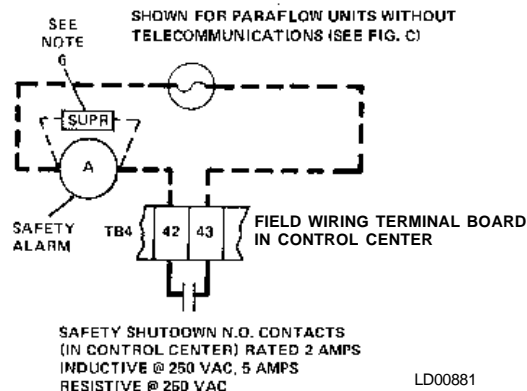 SHOWN FOR PARAFLOW UNITS WITHOUT
TELECOMMUNICATIONS (SEE FIG. C)
SEE
NOTE
6
SUPR
A
SAFETY
ALARM
TB4
42
43
FIELD WIRING TERMINAL BOARD
IN CONTROL CENTER
SAFETY SHUTDOWN N.O. CONTACTS
(IN CONTROL CENTER) RATED 2 AMPS
INDUCTIVE @ 250 VAC, 5 AMPS
RESISTIVE @ 250 VAC
LD00881